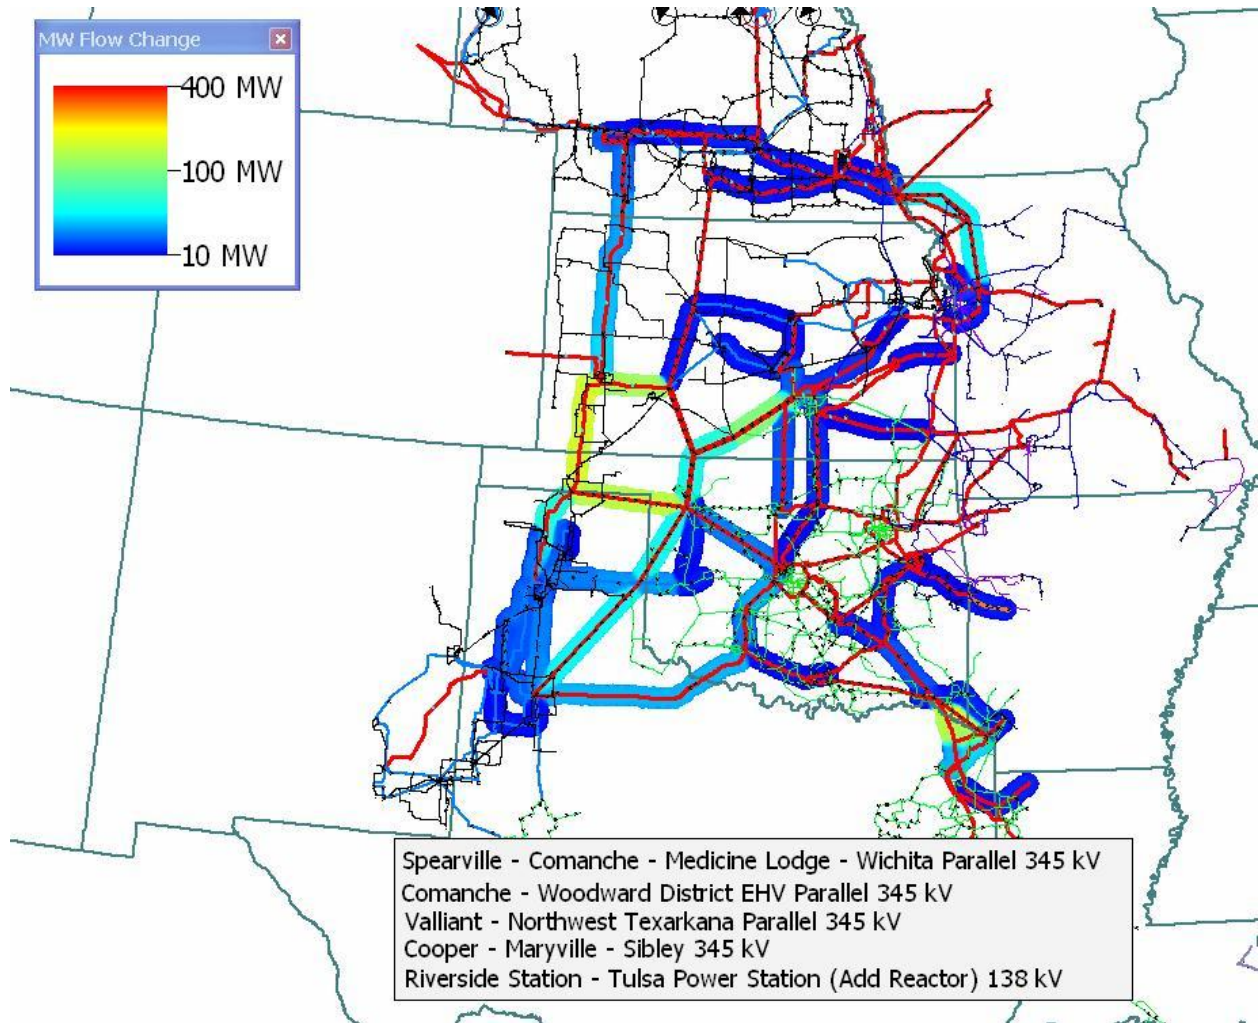 MW Flow Change
400 MW
100 MW
10 MW
Spearville - Comanche - Medicine Lodge - Wichita Parallel 345 kV
Comanche - Woodward District EHV Parallel 345 kV
Valliant - Northwest Texarkana Parallel 345 kV
Cooper - Maryville - Sibley 345 kV
Riverside Station - Tulsa Power Station (Add Reactor) 138 kV